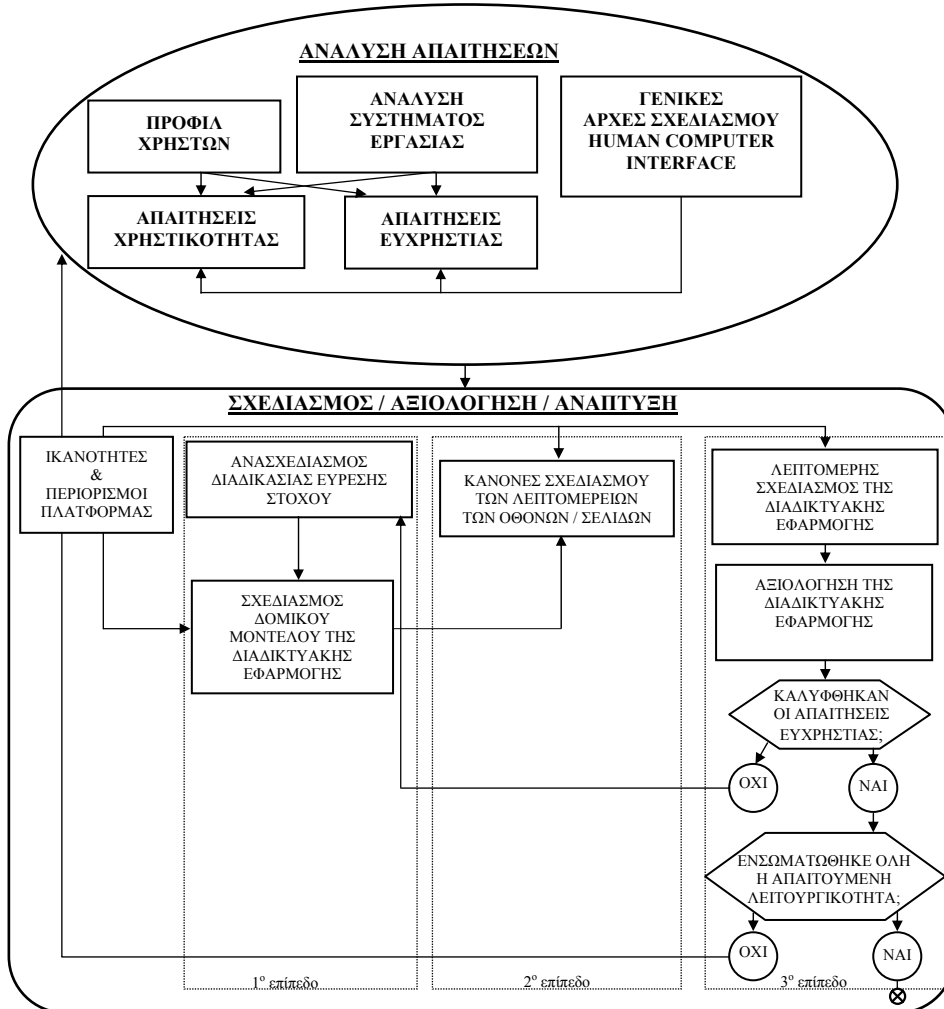 ΑΝΑΛΥΣΗ ΑΠΑΙΤΗΣΕΩΝ
ΠΡΟΦΙΛ
ΧΡΗΣΤΩΝ
ΑΝΑΛΥΣΗ
ΣΥΣΤΗΜΑΤΟΣ
ΕΡΓΑΣΙΑΣ
ΓΕΝΙΚΕΣ
ΑΡΧΕΣ ΣΧΕΔΙΑΣΜΟΥ
HUMAN COMPUTER
INTERFACE
ΑΠΑΙΤΗΣΕΙΣ
ΧΡΗΣΤΙΚΟΤΗΤΑΣ
ΑΠΑΙΤΗΣΕΙΣ
ΕΥΧΡΗΣΤΙΑΣ
ΣΧΕΔΙΑΣΜΟΣ / ΑΞΙΟΛΟΓΗΣΗ / ΑΝΑΠΤΥΞΗ
ΙΚΑΝΟΤΗΤΕΣ
&
ΠΕΡΙΟΡΙΣΜΟΙ
ΠΛΑΤΦΟΡΜΑΣ
ΑΝΑΣΧΕΔΙΑΣΜΟΣ
ΔΙΑΔΙΚΑΣΙΑΣ ΕΥΡΕΣΗΣ
ΣΤΟΧΟΥ
ΚΑΝΟΝΕΣ ΣΧΕΔΙΑΣΜΟΥ
ΤΩΝ ΛΕΠΤΟΜΕΡΕΙΩΝ
ΤΩΝ ΟΘΟΝΩΝ / ΣΕΛΙΔΩΝ
ΛΕΠΤΟΜΕΡΗΣ
ΣΧΕΔΙΑΣΜΟΣ ΤΗΣ
ΔΙΑΔΙΚΤΥΑΚΗΣ
ΕΦΑΡΜΟΓΗΣ
ΣΧΕΔΙΑΣΜΟΣ
ΔΟΜΙΚΟΥ
ΜΟΝΤΕΛΟΥ ΤΗΣ
ΔΙΑΔΙΚΤΥΑΚΗΣ
ΕΦΑΡΜΟΓΗΣ
ΑΞΙΟΛΟΓΗΣΗ ΤΗΣ
ΔΙΑΔΙΚΤΥΑΚΗΣ
ΕΦΑΡΜΟΓΗΣ
ΚΑΛΥΦΘΗΚΑΝ
ΟΙ ΑΠΑΙΤΗΣΕΙΣ
ΕΥΧΡΗΣΤΙΑΣ;
ΟΧΙ
ΝΑΙ
ΕΝΣΩΜΑΤΩΘΗΚΕ ΟΛΗ
Η ΑΠΑΙΤΟΥΜΕΝΗ
ΛΕΙΤΟΥΡΓΙΚΟΤΗΤΑ;
ΟΧΙ
ΝΑΙ
1ο επίπεδο
2ο επίπεδο
3ο επίπεδο